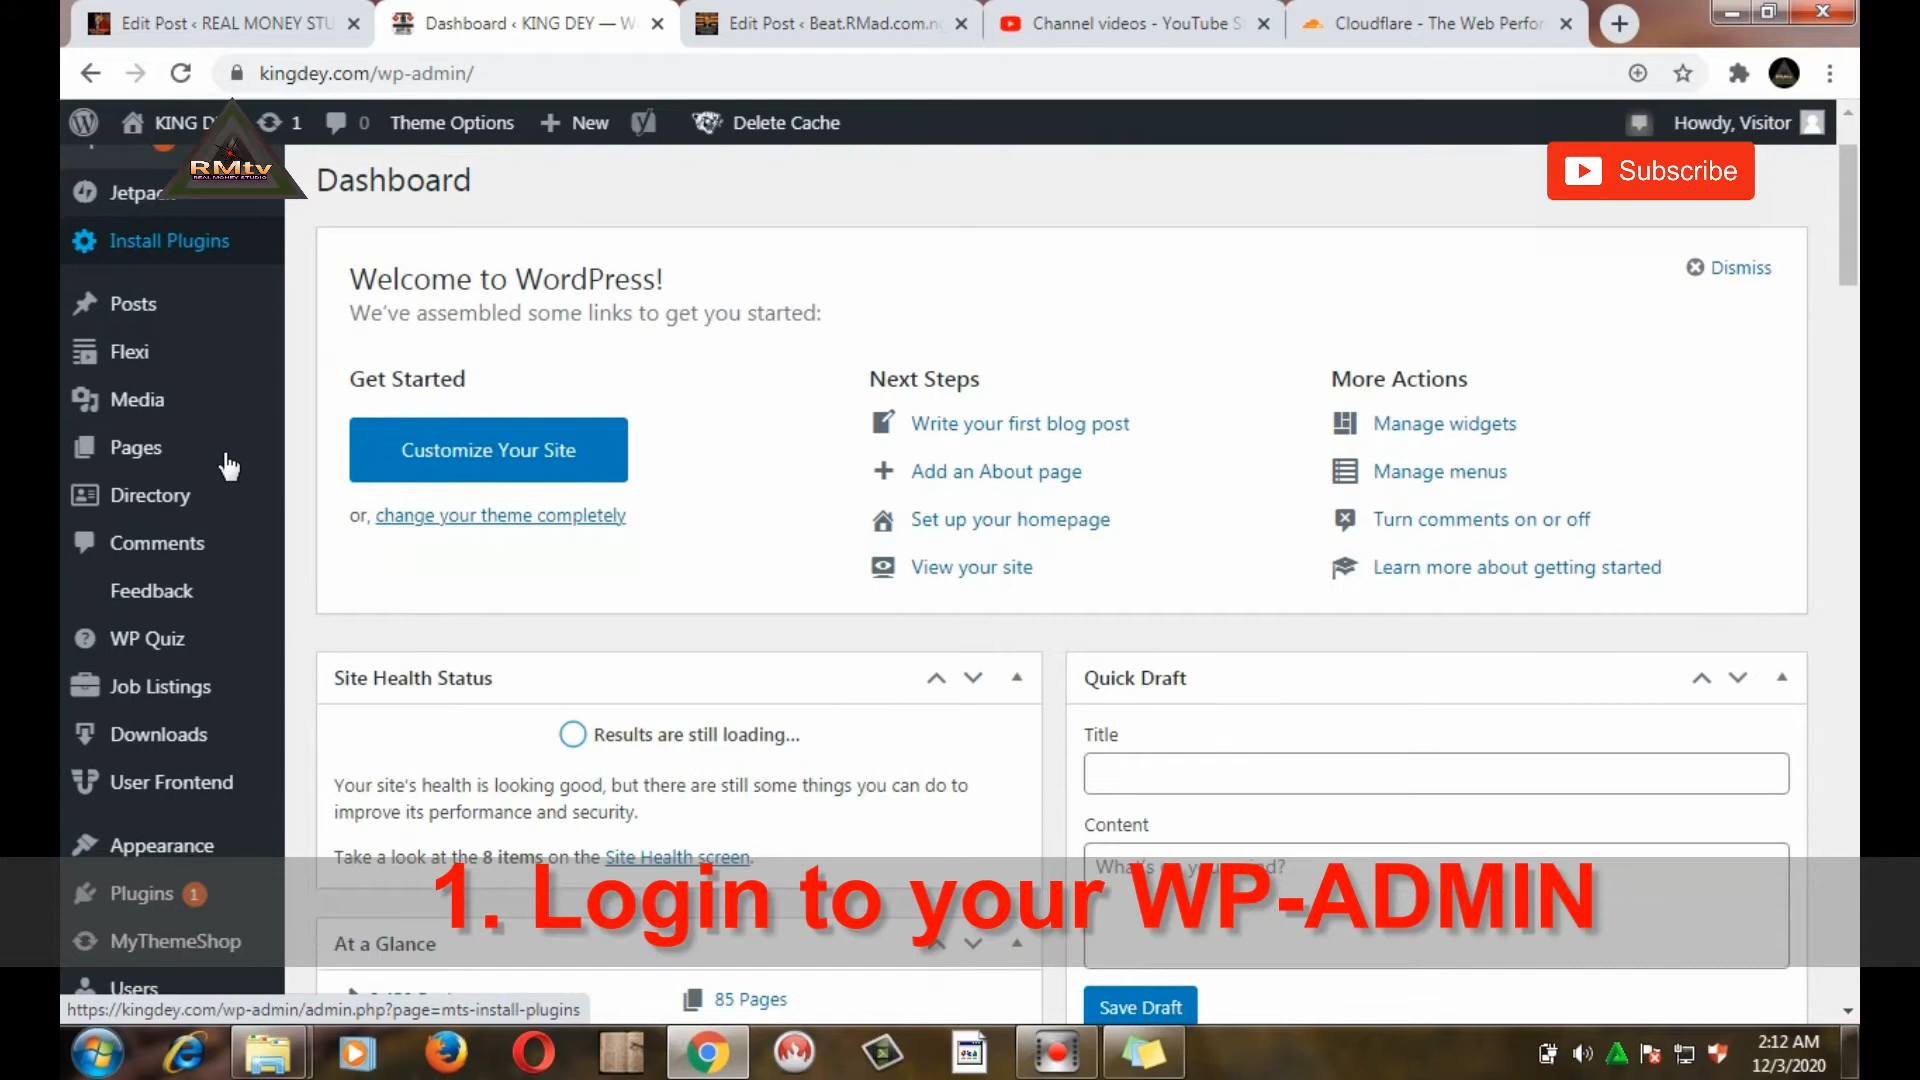 Edit Post ‹ REAL MONEY STU
Dashboard ‹ KING DEY — W
Edit Post ‹ Beat.RMad.com.n
Channel videos - YouTube S
Cloudflare - The Web Perfor
kingdey.com/wp-admin/
KING D
1
0
Theme Options
New
Delete Cache
Howdy, Visitor
RMtv
REAL MONEY STUDIO
Subscribe
Jetpac
Install Plugins
Posts
Flexi
Media
Pages
Directory
Comments
Feedback
WP Quiz
Job Listings
Downloads
User Frontend
Appearance
Plugins 1
MyThemeShop
Users
Dashboard
Welcome to WordPress!
We've assembled some links to get you started:
Dismiss
Get Started
Customize Your Site
or, change your theme completely
Next Steps
Write your first blog post
Add an About page
Set up your homepage
View your site
More Actions
Manage widgets
Manage menus
Turn comments on or off
Learn more about getting started
Site Health Status
Results are still loading...
Your site's health is looking good, but there are still some things you can do to
improve its performance and security.
Take a look at the 8 items on the Site Health screen.
Quick Draft
Title
Content
What's on your mind?
Save Draft
At a Glance
85 Pages
1. Login to your WP-ADMIN
https://kingdey.com/wp-admin/admin.php?page=mts-install-plugins
2:12 AM
12/3/2020